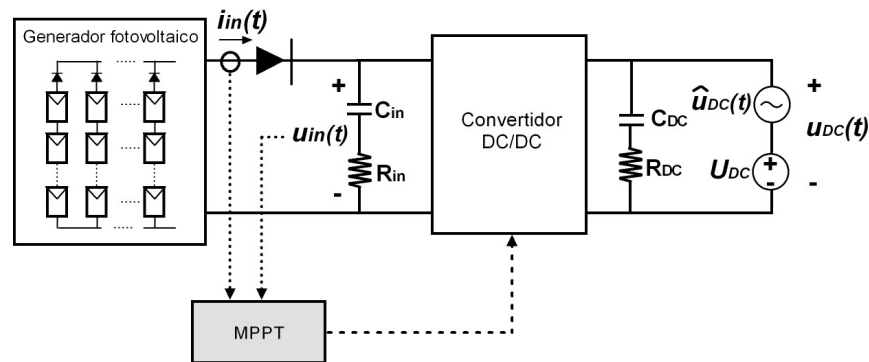 Generador fotovoltaico
iin(t)
+
Cin
uin(t)
Rin
-
Convertidor
DC/DC
CDC
RDC
ûDC(t)
+
uDC(t)
UDC
+
-
-
MPPT